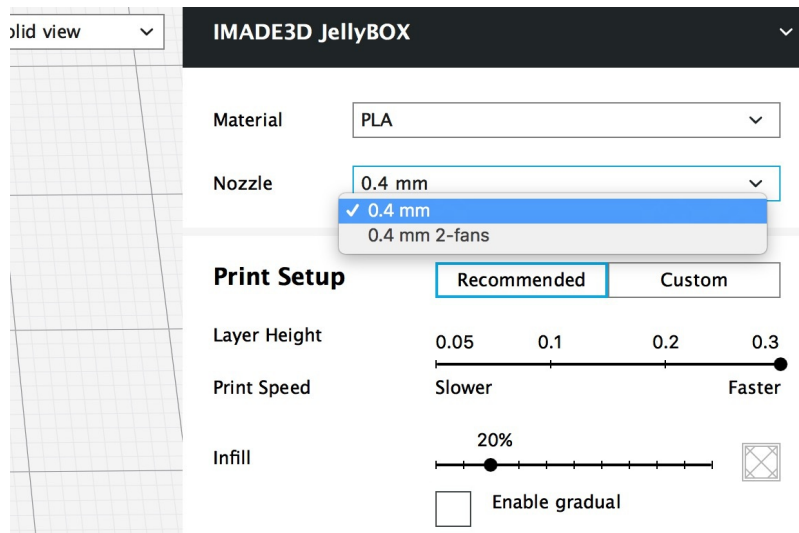 view
IMADE3D JellyBOX
Material PLA
Nozzle 0.4 mm
✓ 0.4 mm
0.4 mm 2-fans
Print Setup Recommended Custom
Layer Height 0.05 0.1 0.2 0.3
Print Speed Slower Faster
20%
Infill
Enable gradual